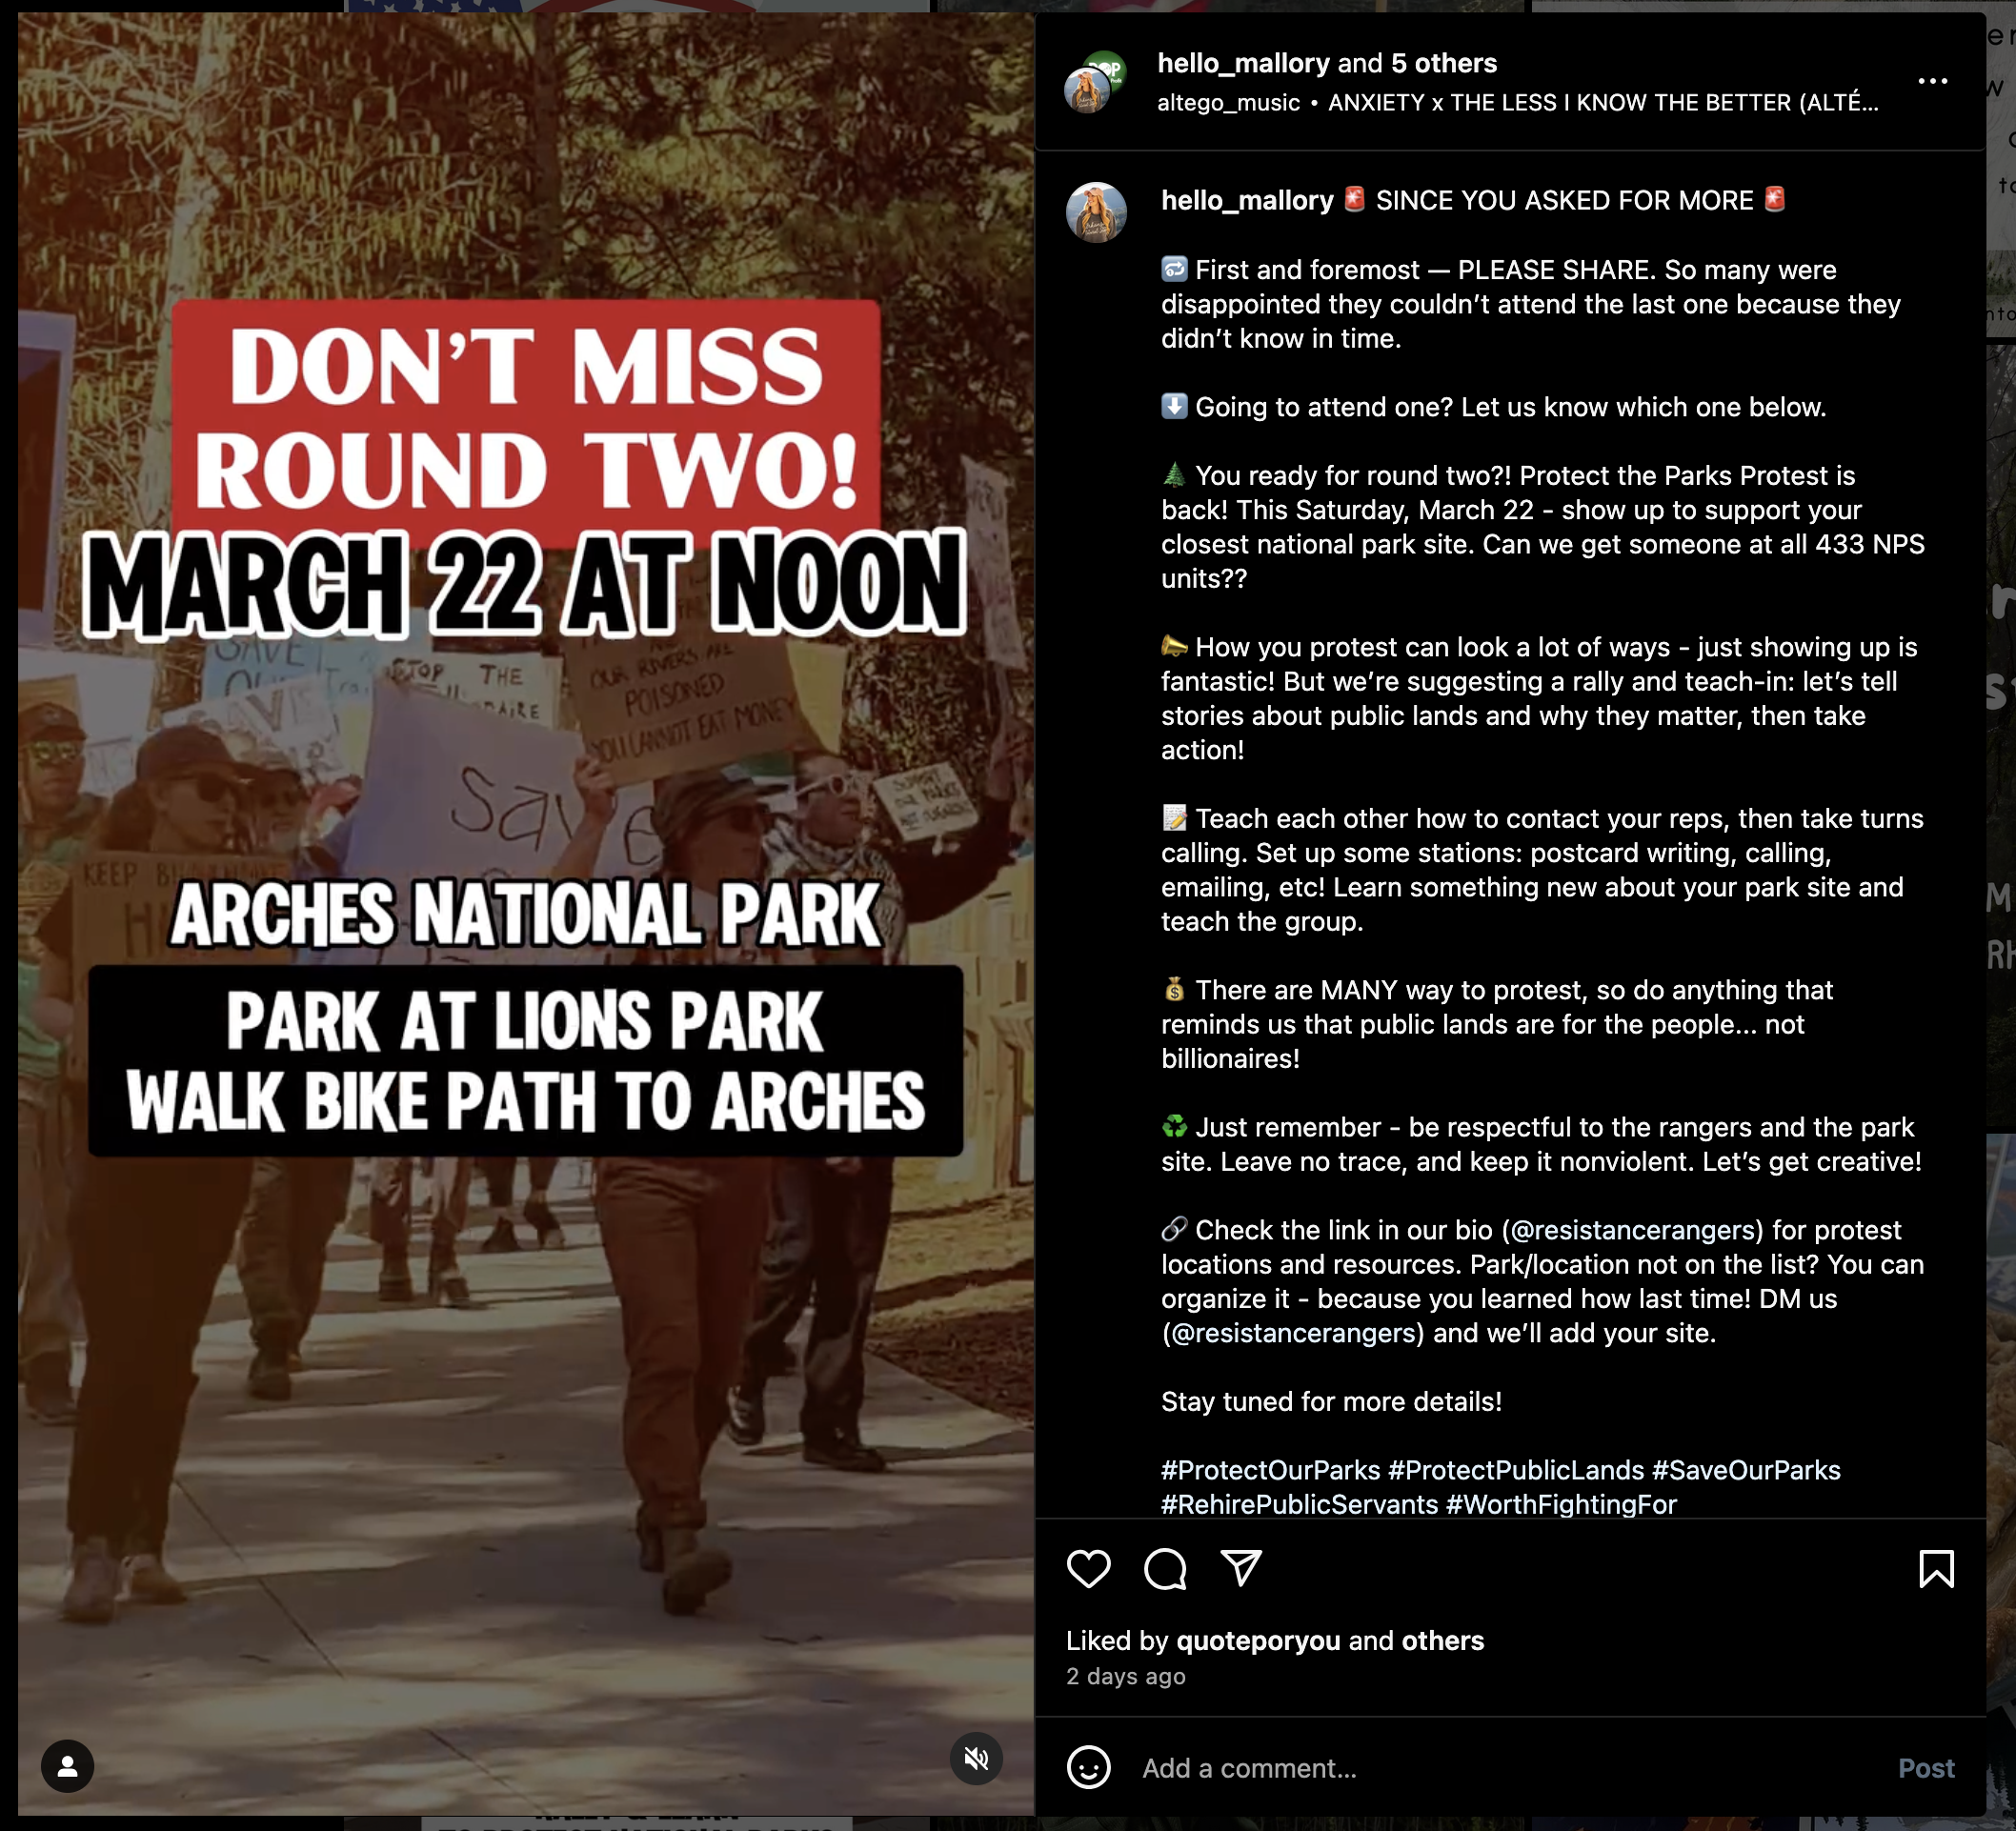 DON'T MISS
ROUND TWO!
MARCH 22 AT NOON
SAVE
OU
STOP THE
OUR RIVERS ARE
POISONED
YOU CANNOT EAT MONEY
SAVE
Save
KEEP
ARCHES NATIONAL PARK
PARK AT LIONS PARK
WALK BIKE PATH TO ARCHES
hello_mallory and 5 others
altego_music • ANXIETY x THE LESS I KNOW THE BETTER (ALTÉ...
hello_mallory 🚨 SINCE YOU ASKED FOR MORE 🚨
🔁 First and foremost — PLEASE SHARE. So many were
disappointed they couldn’t attend the last one because they
didn’t know in time.
⬇️ Going to attend one? Let us know which one below.
🌲 You ready for round two?! Protect the Parks Protest is
back! This Saturday, March 22 - show up to support your
closest national park site. Can we get someone at all 433 NPS
units??
📣 How you protest can look a lot of ways - just showing up is
fantastic! But we’re suggesting a rally and teach-in: let’s tell
stories about public lands and why they matter, then take
action!
📝 Teach each other how to contact your reps, then take turns
calling. Set up some stations: postcard writing, calling,
emailing, etc! Learn something new about your park site and
teach the group.
💰 There are MANY way to protest, so do anything that
reminds us that public lands are for the people... not
billionaires!
♻️ Just remember - be respectful to the rangers and the park
site. Leave no trace, and keep it nonviolent. Let’s get creative!
🔗 Check the link in our bio (@resistancerangers) for protest
locations and resources. Park/location not on the list? You can
organize it - because you learned how last time! DM us
(@resistancerangers) and we’ll add your site.
Stay tuned for more details!
#ProtectOurParks #ProtectPublicLands #SaveOurParks
#RehirePublicServants #WorthFightingFor
Liked by quoteporyou and others
2 days ago
Add a comment...
Post